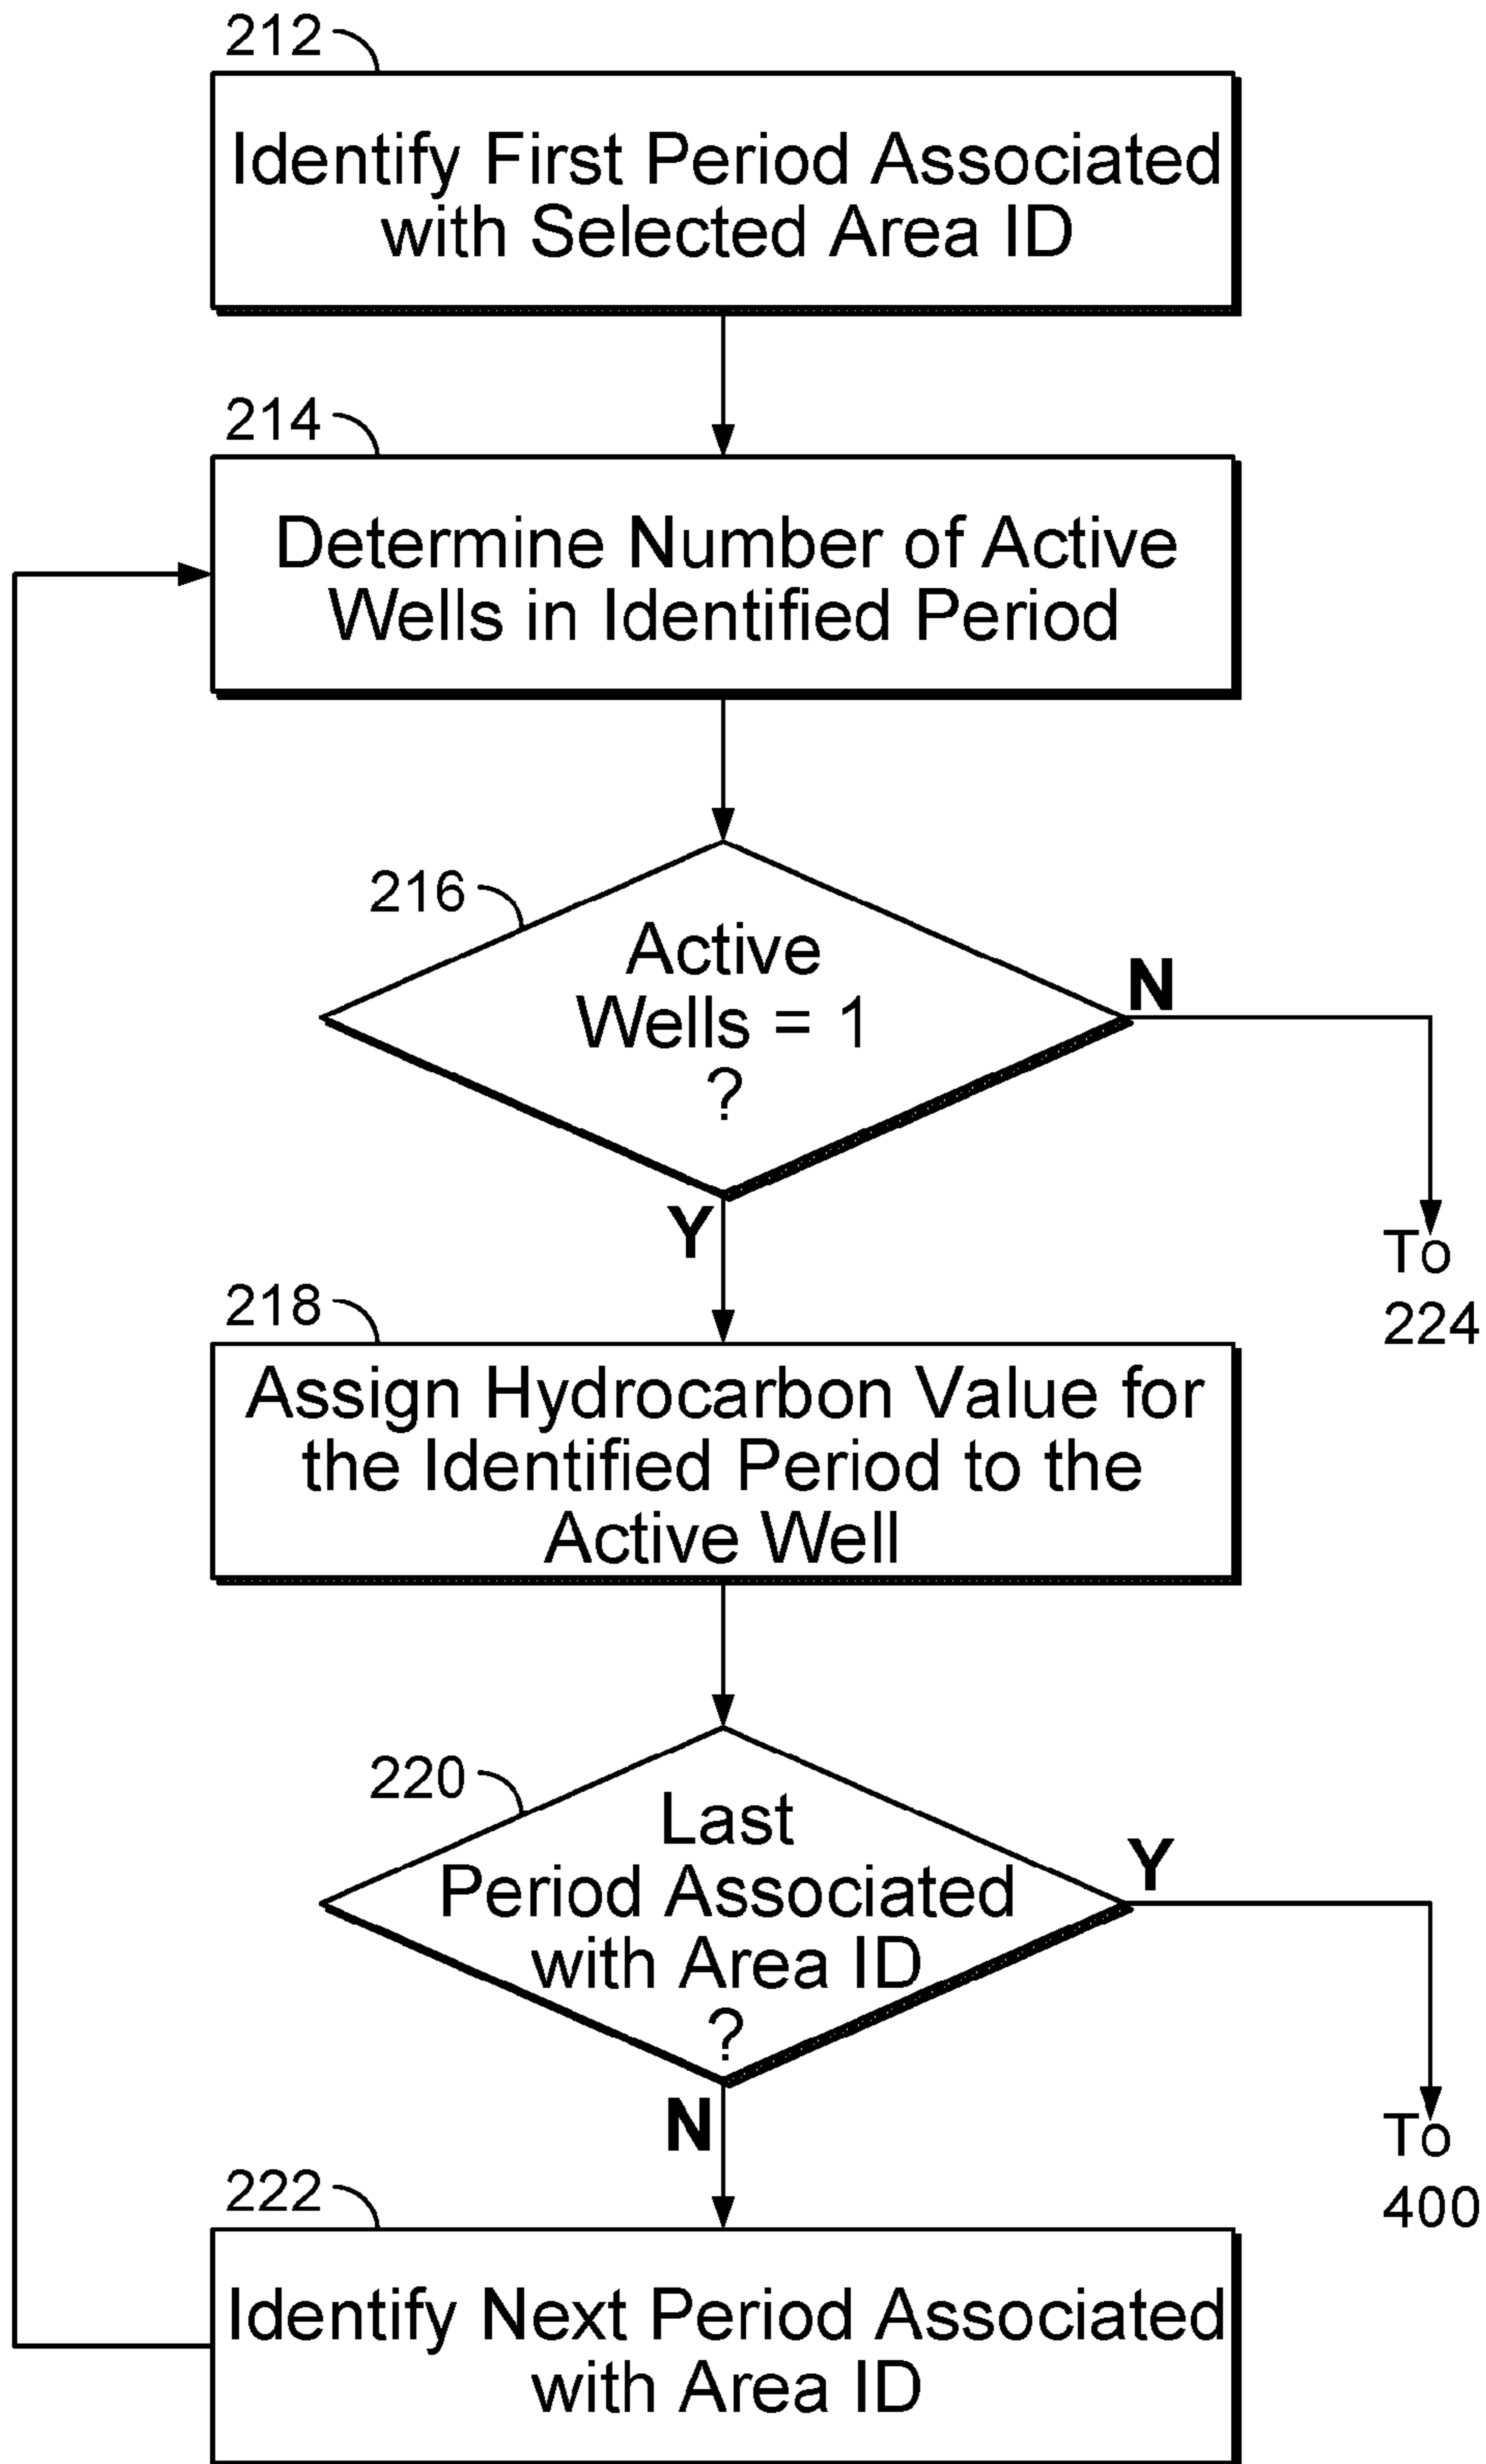 212
Identify First Period Associated
with Selected Area ID
214
Determine Number of Active
Wells in Identified Period
216
Active
Wells = 1
?
N
Y
To
224
218
Assign Hydrocarbon Value for
the Identified Period to the
Active Well
220
Last
Period Associated
with Area ID
?
Y
N
To
400
222
Identify Next Period Associated
with Area ID